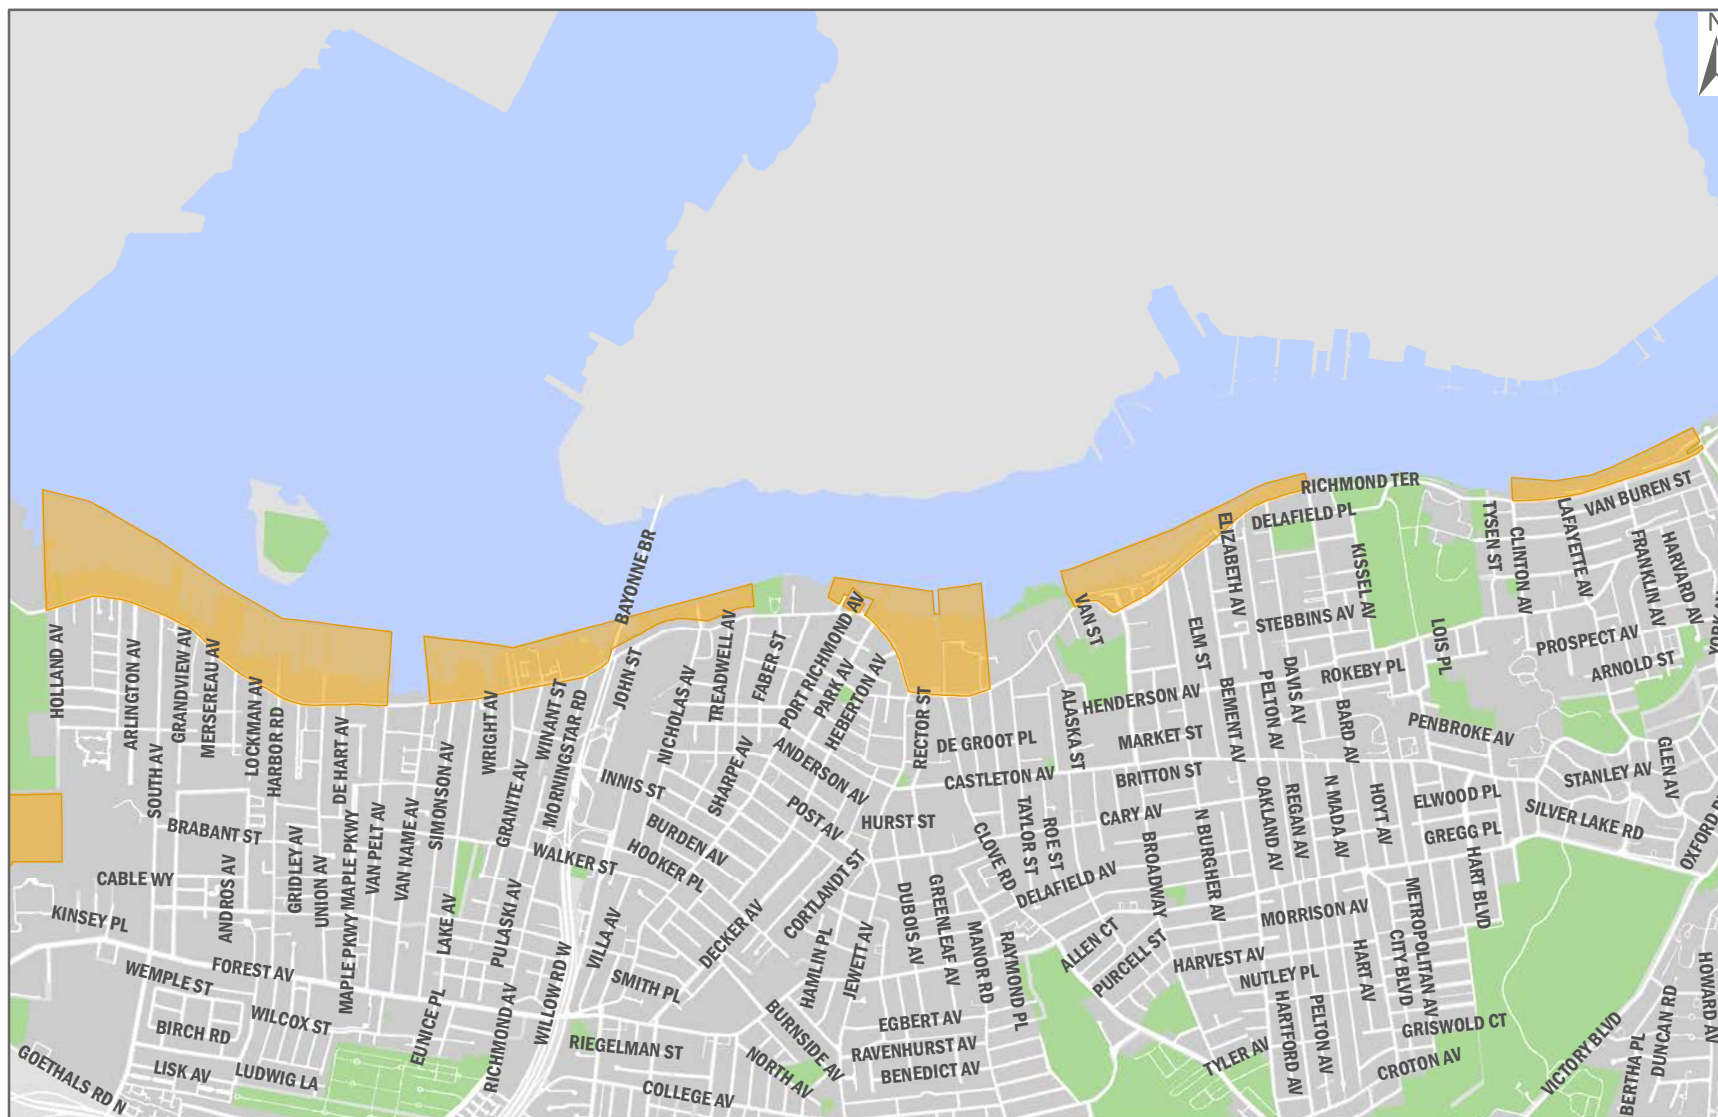 N
RICHMOND TER
VAN BUREN ST
DELAFIELD PL
TYSEN ST
CLINTON AV
LAFAYETTE AV
FRANKLIN AV
HARVARD AV
ELIZABETH AV
KISSEL AV
BAYONNE BR
VAN ST
STEBBINS AV
ELM ST
LOIS PL
PROSPECT AV
ARNOLD ST
ROKEBY PL
HOLLAND AV
ARLINGTON AV
GRANDVIEW AV
MERSEREAU AV
LOCKMAN AV
HARBOR RD
SOUTH AV
DE HART AV
WRIGHT AV
WINANT ST
MORNINGSTAR RD
JOHN ST
NICHOLAS AV
TREADWELL AV
FABER ST
PORT RICHMOND AV
PARK AV
HEBERTON AV
RECTOR ST
ALASKA ST
HENDERSON AV
BEMENT AV
PELTON AV
DAVIS AV
BARD AV
PENBROKE AV
GLEN AV
STANLEY AV
DE GROOT PL
MARKET ST
CASTLETON AV
BRITTON ST
ANDERSON AV
SHARPE AV
INNIS ST
SIMONSON AV
GRANITE AV
BRABANT ST
MAPLE PKWY
VAN PELT AV
VAN NAME AV
WALKER ST
BURDEN AV
HOOKER PL
POST AV
HURST ST
TAYLOR ST
ROE ST
CLOVE RD
CARY AV
BROADWAY
N BURGHER AV
OAKLAND AV
REGAN AV
N MADA AV
HOYT AV
ELWOOD PL
GREGG PL
SILVER LAKE RD
HART BLVD
CABLE WY
KINSEY PL
ANDROS AV
GRIDLEY AV
UNION AV
MAPLE PKWY
LAKE AV
PULASKI AV
VILLA AV
DECKER AV
CORTLANDT ST
HAMLIN PL
JEWETT AV
DUBOIS AV
GREENLEAF AV
MANOR RD
RAYMOND PL
DELAFIELD AV
ALLEN CT
PURCELL ST
MORRISON AV
HARVEST AV
NUTLEY PL
HART AV
CITY BLVD
METROPOLITAN AV
FOREST AV
WEMPLE ST
WILCOX ST
BIRCH RD
LISK AV
LUDWIG LA
GOETHALS RD N
EUNICE PL
RICHMOND AV
WILLOW RD W
SMITH PL
RIEGELMAN ST
COLLEGE AV
NORTH AV
BURNSIDE AV
EGBERT AV
RAVENHURST AV
BENEDICT AV
TYLER AV
HARTFORD AV
PELTON AV
GRISWOLD CT
CROTON AV
VICTORY BLVD
BERTHA PL
DUNCAN RD
HOWARD AV